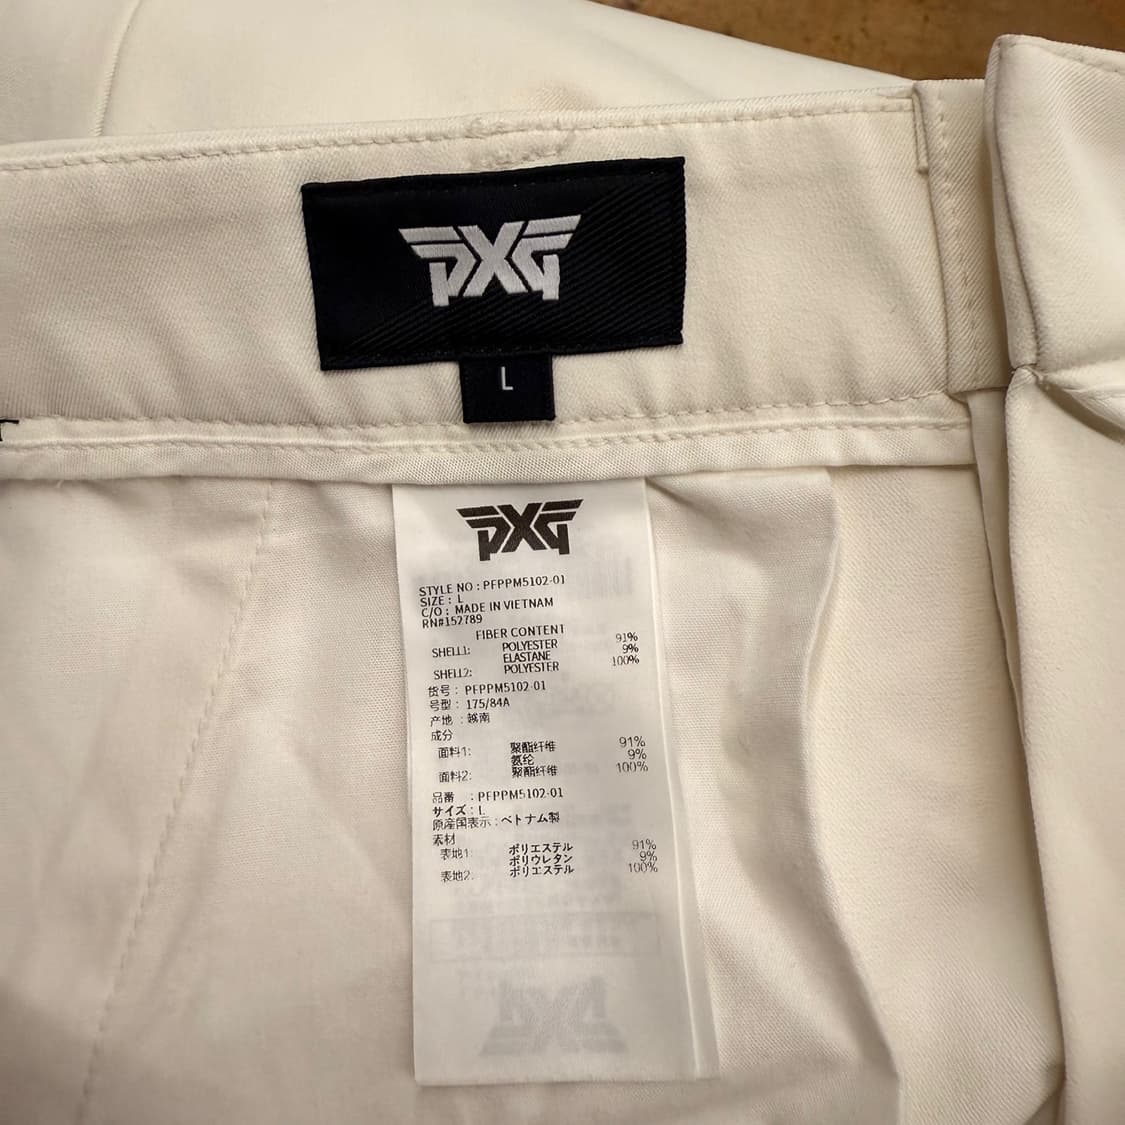 PXG
L
PXG
STYLE NO : PFPPM5102-01
SIZE : L
C/O : MADE IN VIETNAM
RN#152789
FIBER CONTENT
SHELL1: POLYESTER 91%
ELASTANE 9%
SHELL2: POLYESTER 100%
货号 : PFPPM5102-01
号型 : 175/84A
产地 : 越南
成分
面料1: 聚酯纤维 91%
氨纶 9%
面料2: 聚酯纤维 100%
品番 : PFPPM5102-01
サイズ : L
原産国表示 : ベトナム製
素材
表地1: ポリエステル 91%
ポリウレタン 9%
表地2: ポリエステル 100%